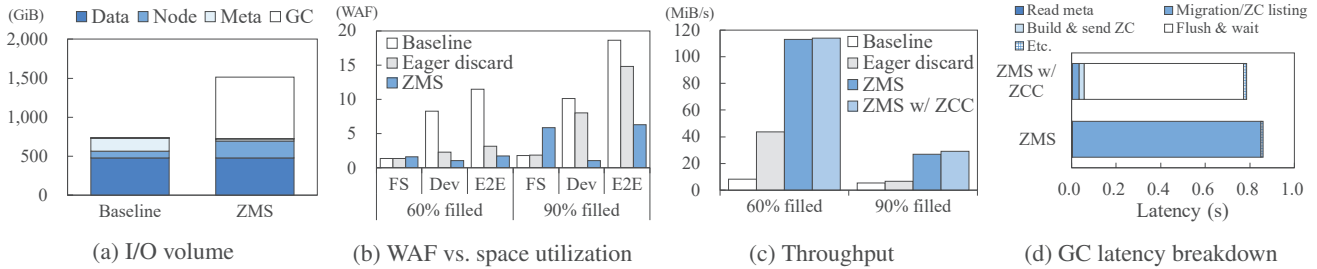 (GiB)
Data Node Meta GC
2,000
1,500
1,000
500
0
Baseline ZMS
(a) I/O volume
(WAF)
20
15
10
5
0
Baseline
Eager discard
ZMS
FS Dev E2E FS Dev E2E
60% filled 90% filled
(b) WAF vs. space utilization
(MiB/s)
120
100
80
60
40
20
0
Baseline
Eager discard
ZMS
ZMS w/ ZCC
60% filled 90% filled
(c) Throughput
Read meta Migration/ZC listing
Build & send ZC Flush & wait
Etc.
ZMS w/
ZCC
ZMS
0.0 0.2 0.4 0.6 0.8 1.0
Latency (s)
(d) GC latency breakdown